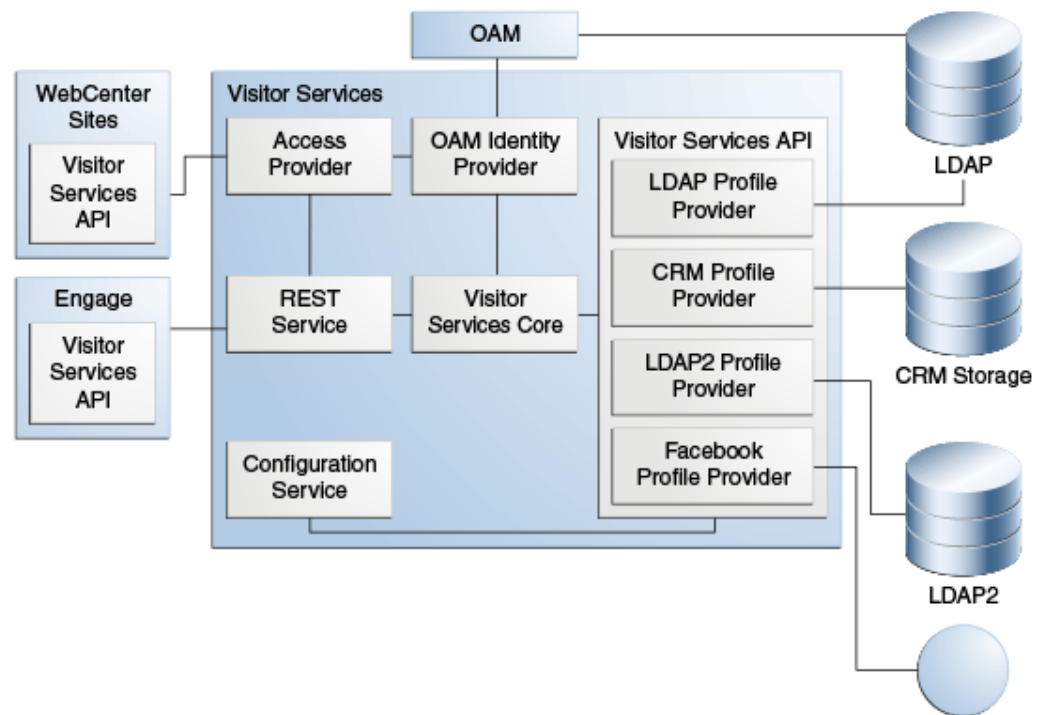 OAM
WebCenter
Sites
Visitor
Services
API
Visitor Services
Access
Provider
OAM Identity
Provider
Visitor Services API
LDAP Profile
Provider
LDAP
CRM Profile
Provider
CRM Storage
Engage
Visitor
Services
API
REST
Service
Visitor
Services Core
LDAP2 Profile
Provider
Configuration
Service
Facebook
Profile Provider
LDAP2